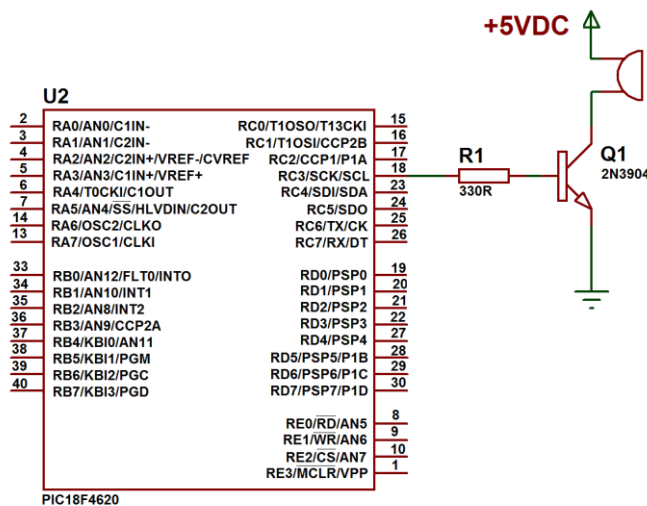 +5VDC
U2
2 RA0/AN0/C1IN- RC0/T1OSO/T13CKI 15
3 RA1/AN1/C2IN- RC1/T1OSI/CCP2B 16
4 RA2/AN2/C2IN+/VREF-/CVREF RC2/CCP1/P1A 17
5 RA3/AN3/C1IN+/VREF+ RC3/SCK/SCL 18
6 RA4/T0CKI/C1OUT RC4/SDI/SDA 23
7 RA5/AN4/SS/HLVDIN/C2OUT RC5/SDO 24
14 RA6/OSC2/CLKO RC6/TX/CK 25
13 RA7/OSC1/CLKI RC7/RX/DT 26
R1
330R
Q1
2N3904
33 RB0/AN12/FLT0/INTO RD0/PSP0 19
34 RB1/AN10/INT1 RD1/PSP1 20
35 RB2/AN8/INT2 RD2/PSP2 21
36 RB3/AN9/CCP2A RD3/PSP3 22
37 RB4/KBI0/AN11 RD4/PSP4 27
38 RB5/KBI1/PGM RD5/PSP5/P1B 28
39 RB6/KBI2/PGC RD6/PSP6/P1C 29
40 RB7/KBI3/PGD RD7/PSP7/P1D 30
RE0/RD/AN5 8
RE1/WR/AN6 9
RE2/CS/AN7 10
RE3/MCLR/VPP 1
PIC18F4620